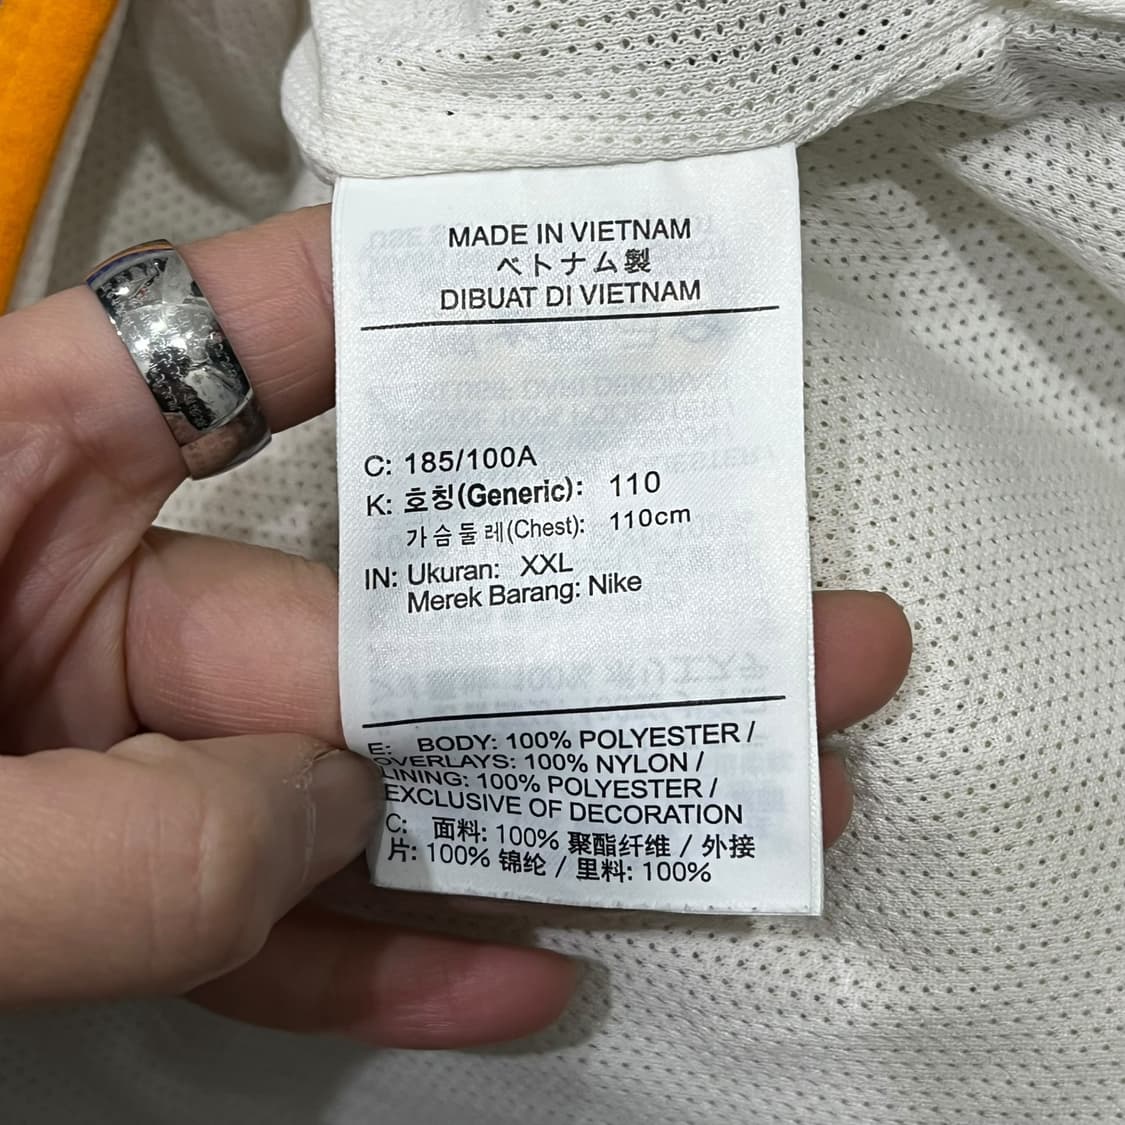 MADE IN VIETNAM
ベトナム製
DIBUAT DI VIETNAM
C: 185/100A
K: 호칭(Generic): 110
가슴둘레(Chest): 110cm
IN: Ukuran: XXL
Merek Barang: Nike
E: BODY: 100% POLYESTER /
OVERLAYS: 100% NYLON /
LINING: 100% POLYESTER /
EXCLUSIVE OF DECORATION
C: 面料: 100% 聚酯纤维 / 外接
片: 100% 锦纶 / 里料: 100%